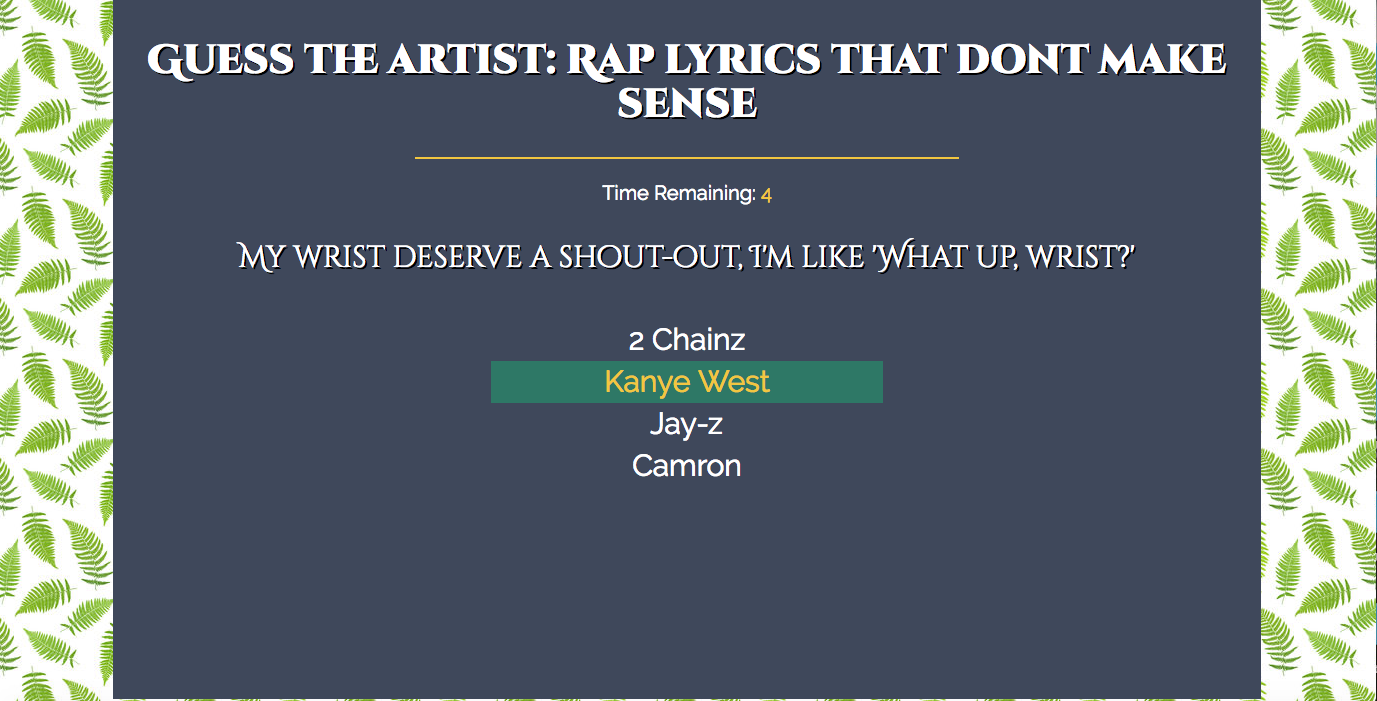 Guess the artist: Rap lyrics that dont make
sense
Time Remaining: 4
My wrist deserve a shout-out, I'm like 'What up, wrist?'
2 Chainz
Kanye West
Jay-z
Camron